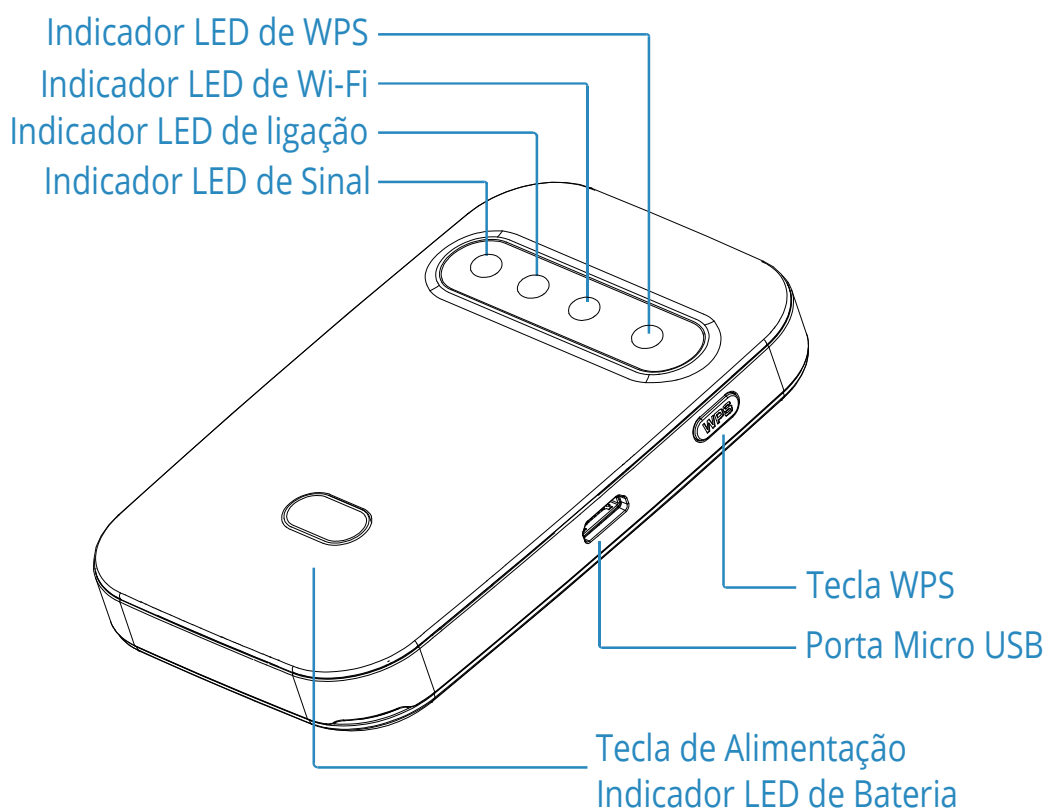 Indicador LED de WPS
Indicador LED de Wi-Fi
Indicador LED de ligação
Indicador LED de Sinal
WPS
Tecla WPS
Porta Micro USB
Tecla de Alimentação
Indicador LED de Bateria